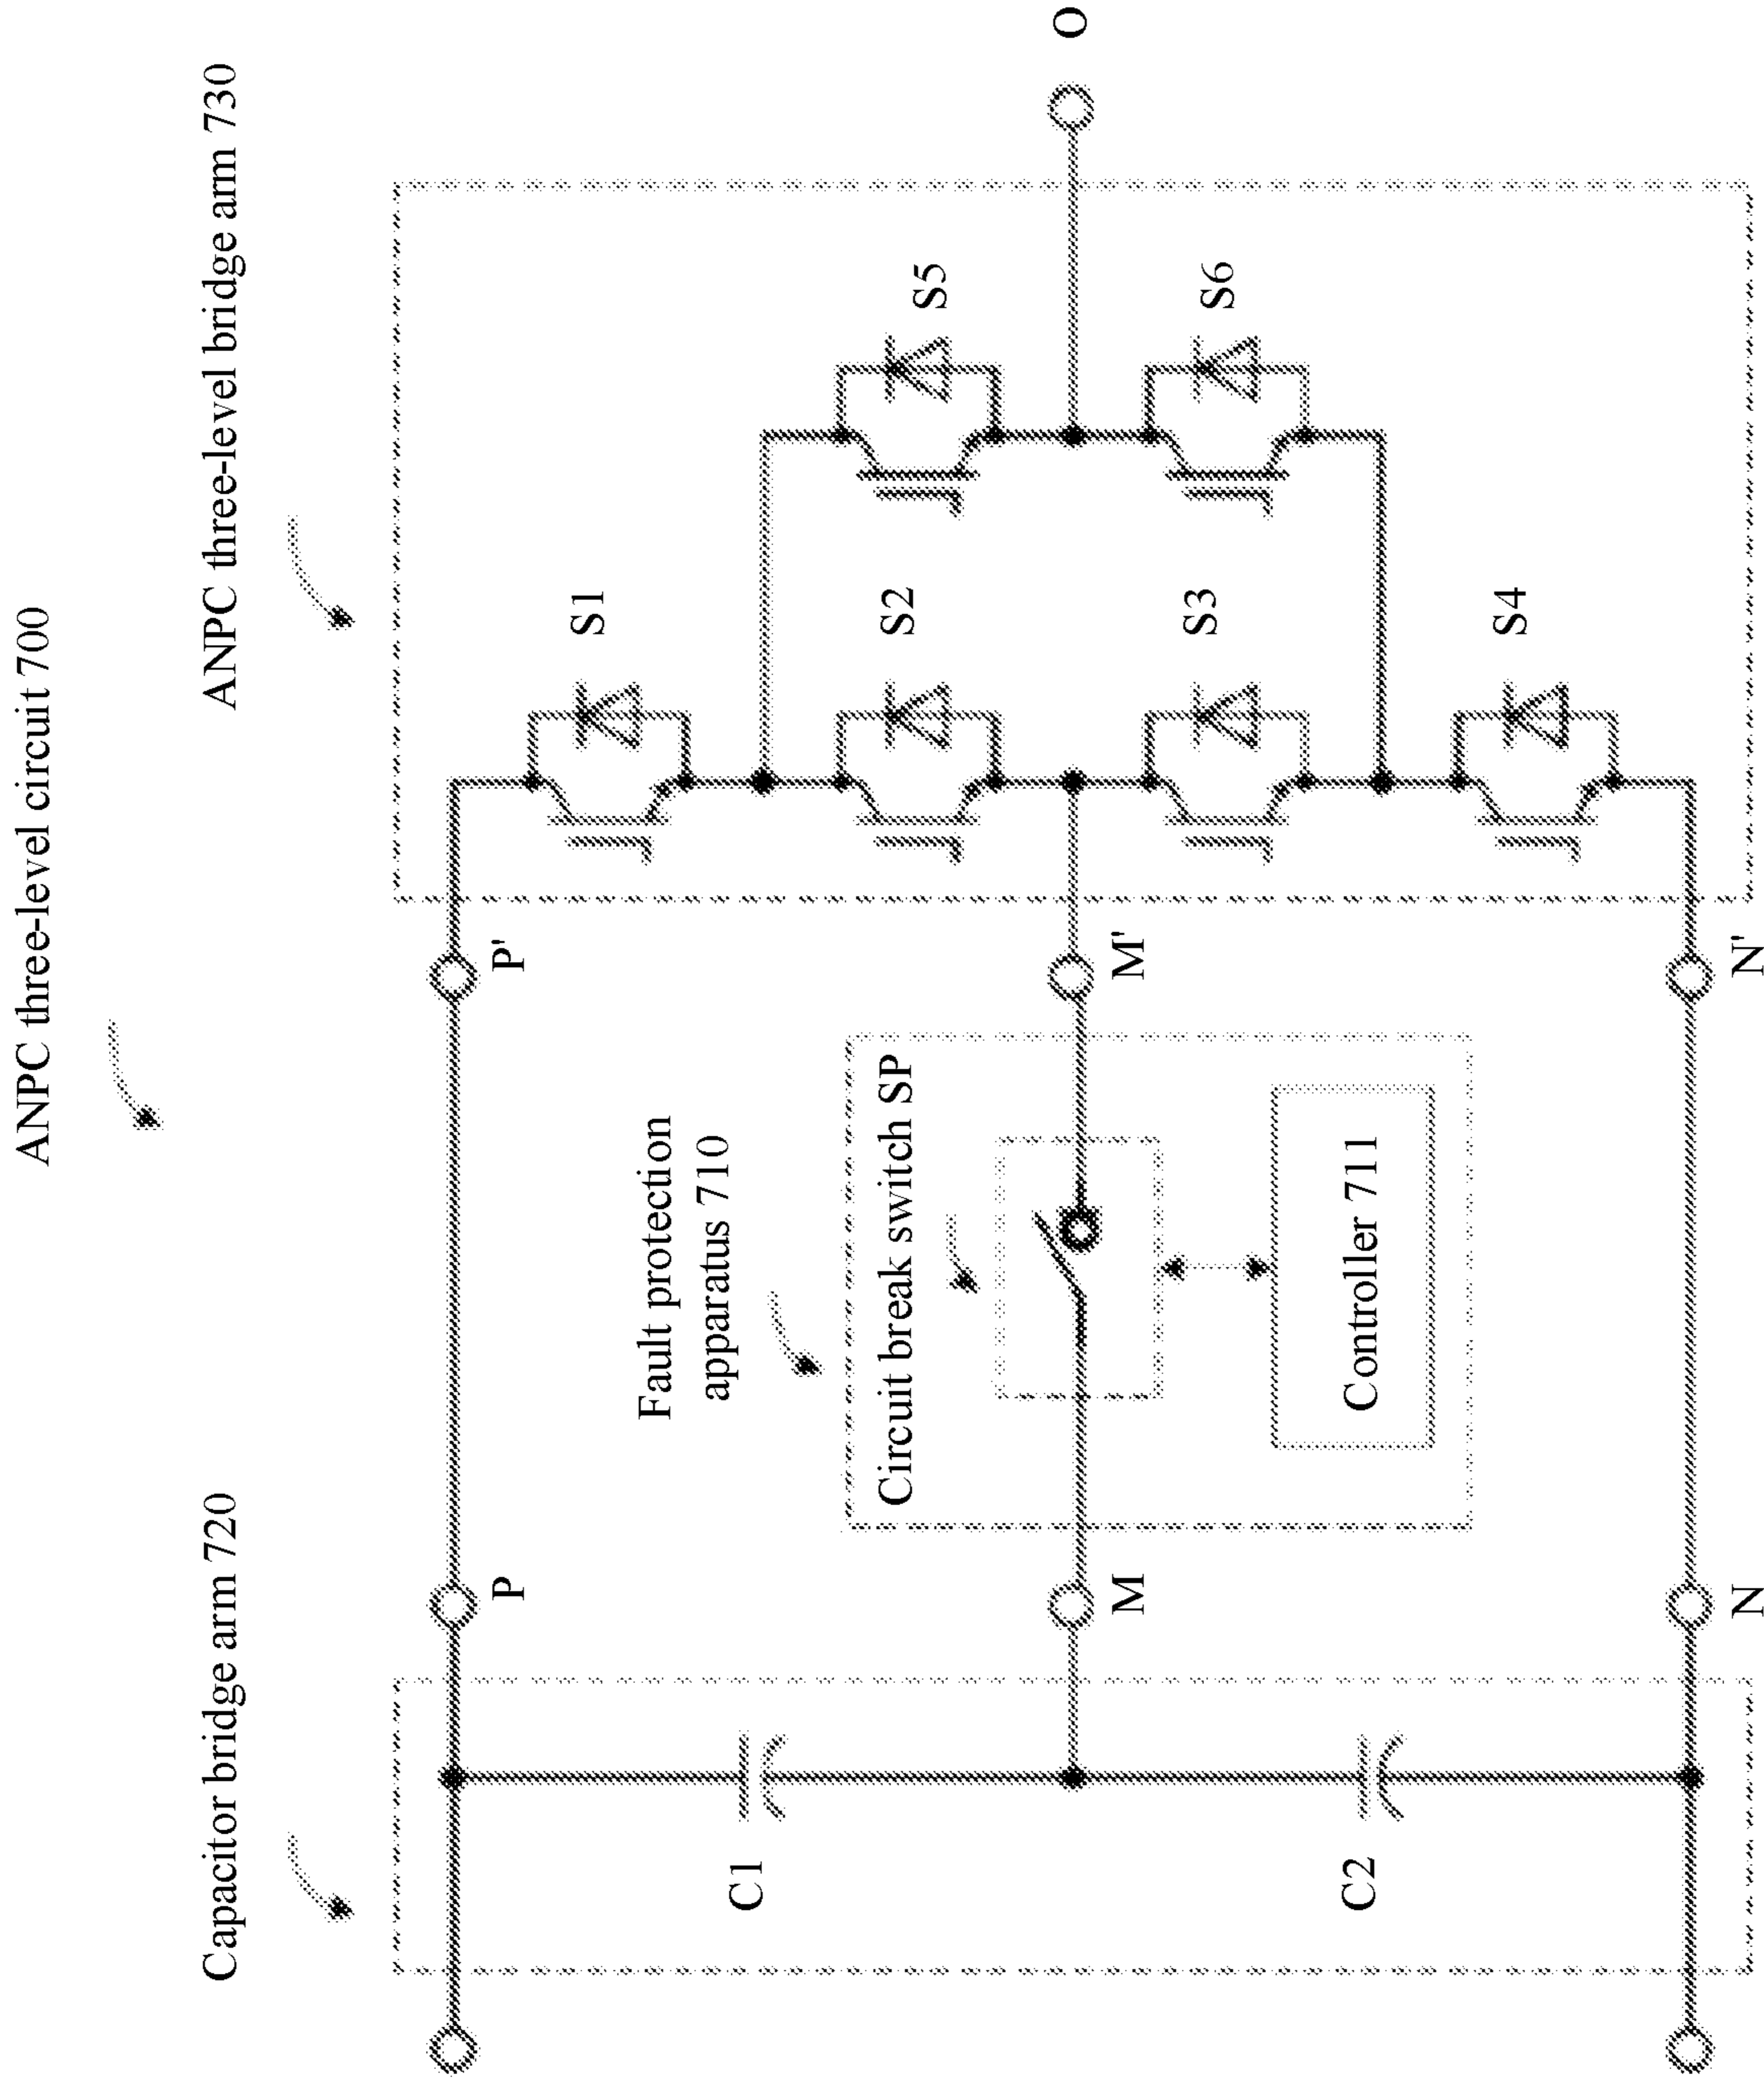 ANPC three-level circuit 700
Capacitor bridge arm 720
ANPC three-level bridge arm 730
P
P'
S1
Fault protection
apparatus 710
C1
S2
S5
Circuit break switch SP
M
M'
O
Controller 711
S3
S6
C2
S4
N
N'